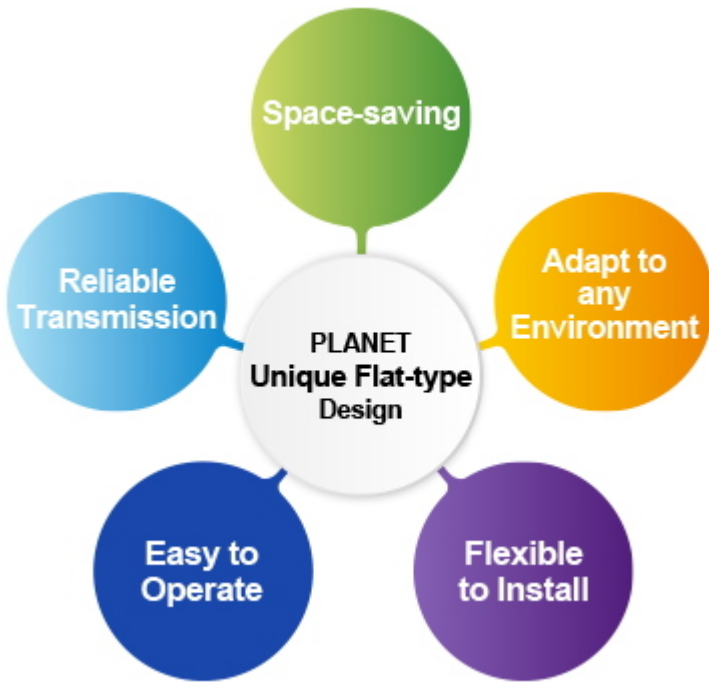 Space-saving
Reliable
Transmission
Adapt to
any
Environment
PLANET
Unique Flat-type
Design
Easy to
Operate
Flexible
to Install